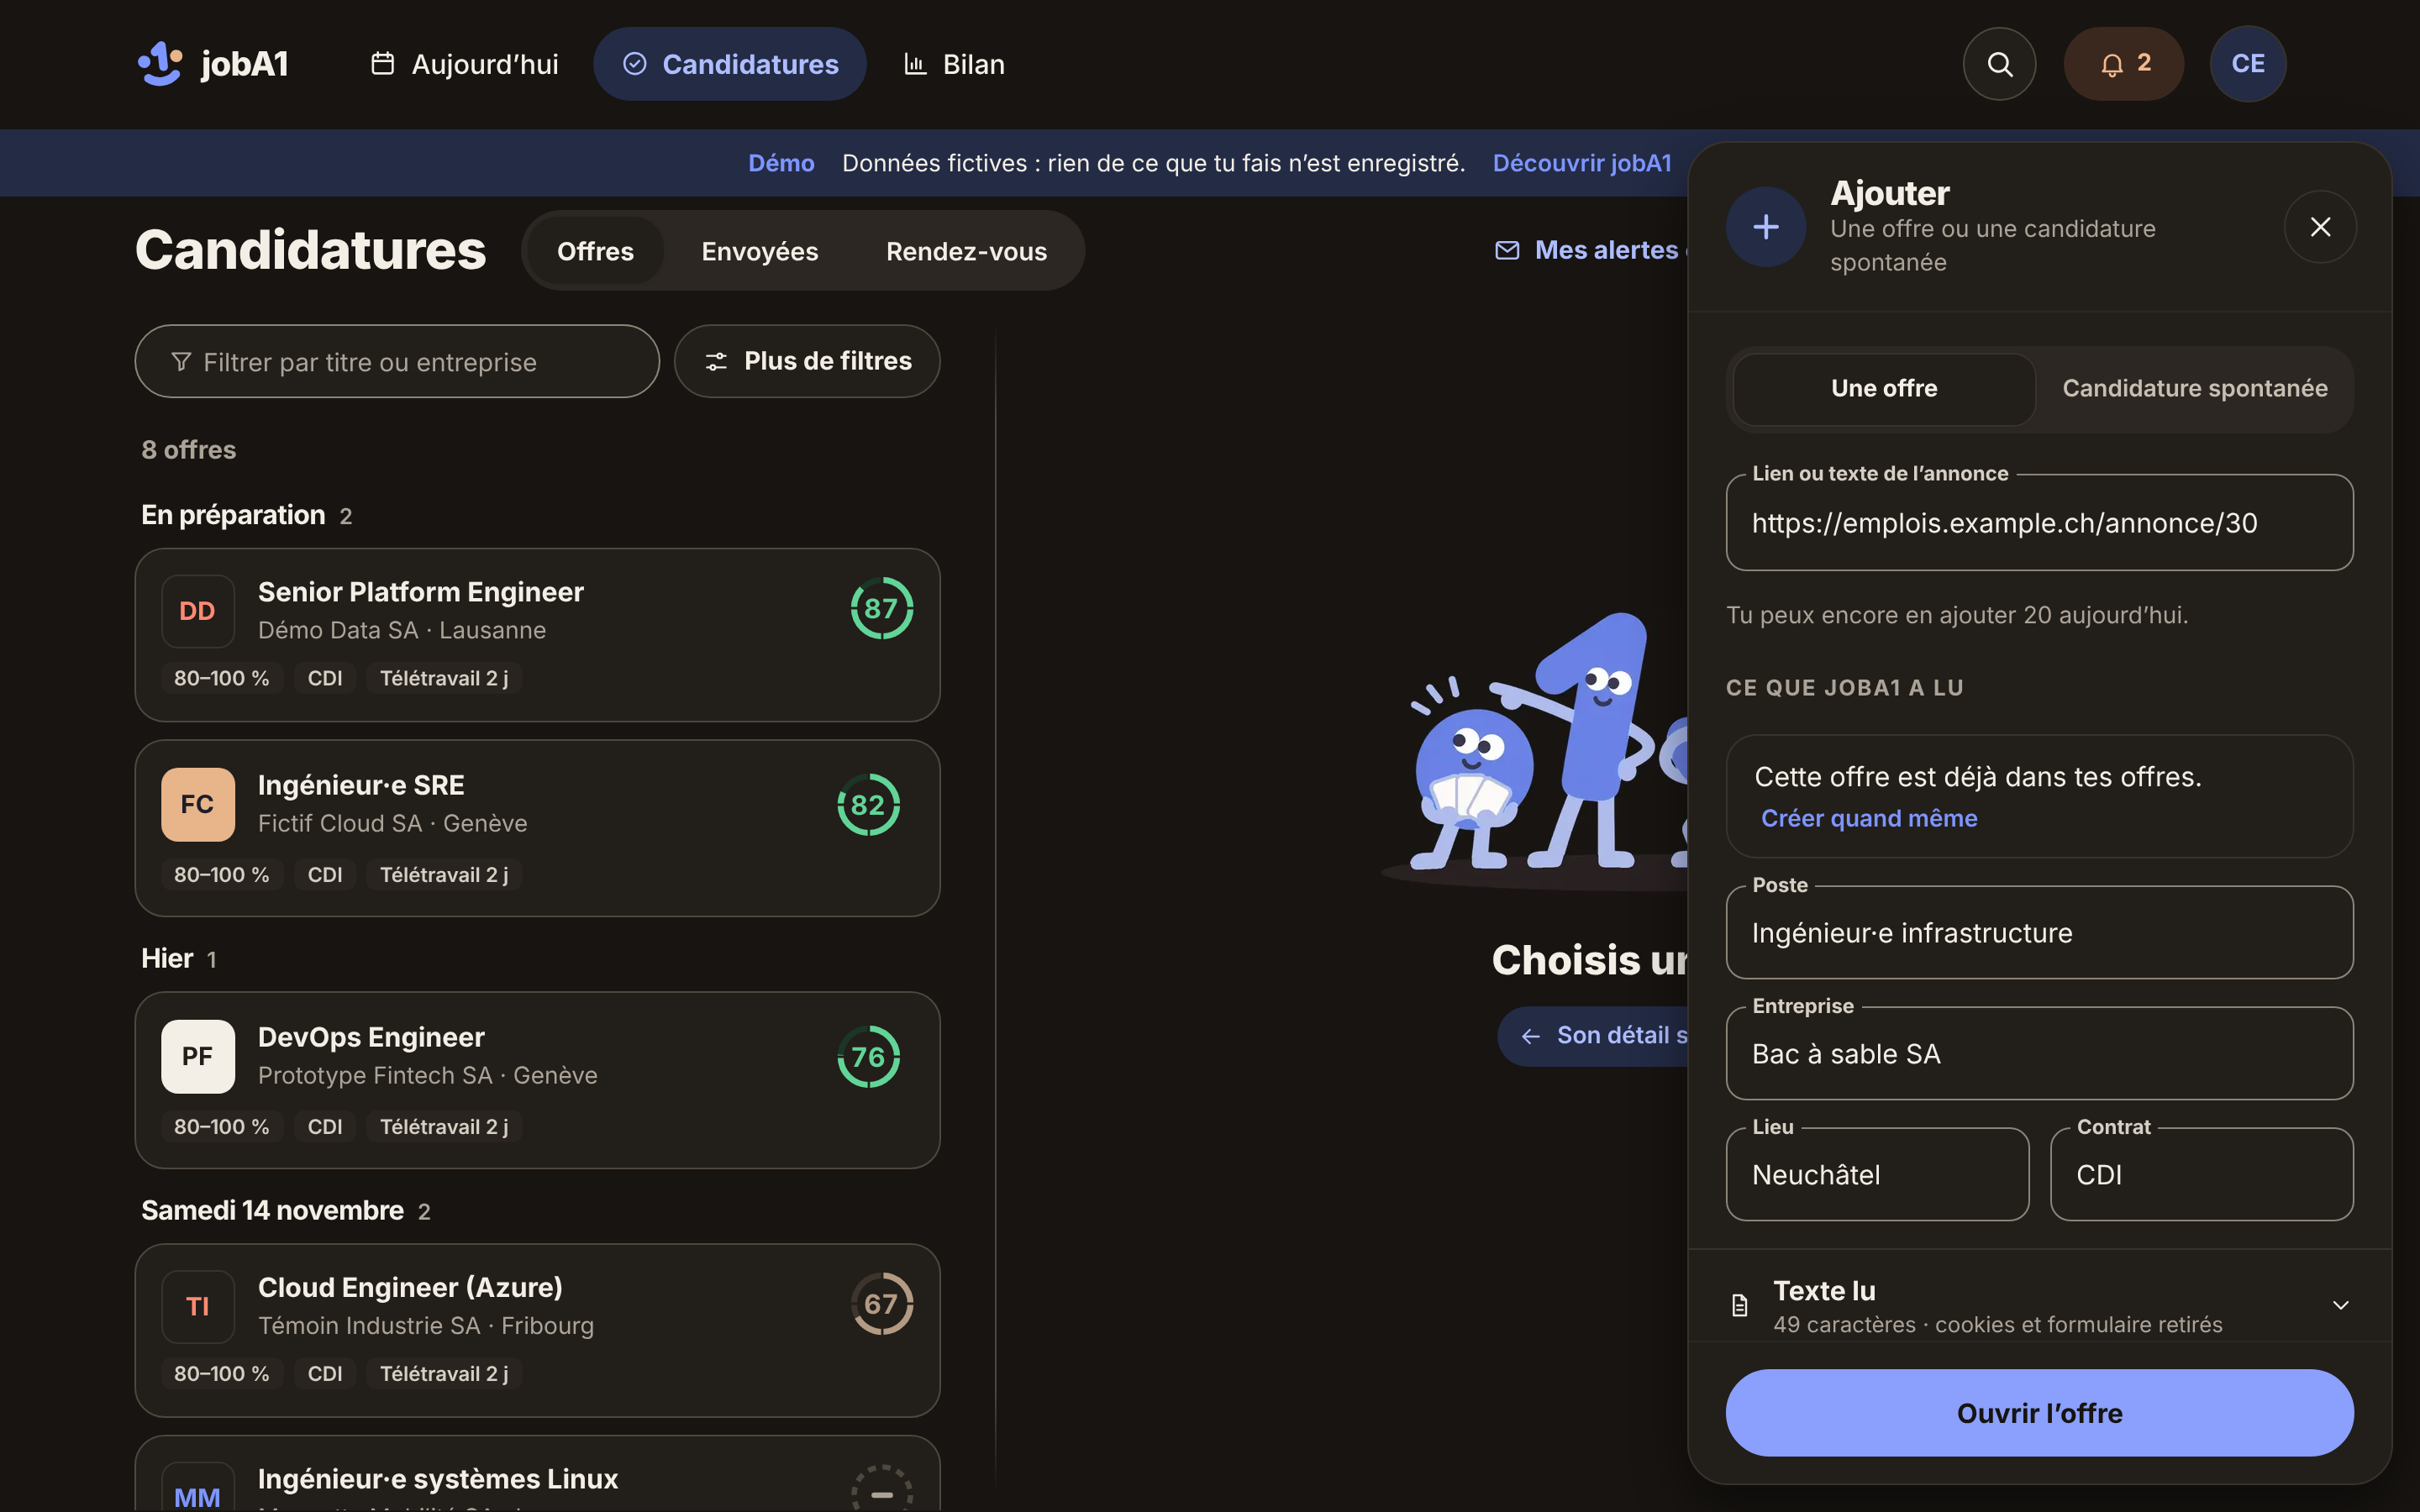 jobA1
Aujourd’hui
Candidatures
Bilan
2
CE
Démo Données fictives : rien de ce que tu fais n’est enregistré. Découvrir jobA1
Candidatures
Offres
Envoyées
Rendez-vous
Mes alertes
Filtrer par titre ou entreprise
Plus de filtres
8 offres
En préparation 2
DD
Senior Platform Engineer
Démo Data SA · Lausanne
87
80–100 % CDI Télétravail 2 j
FC
Ingénieur·e SRE
Fictif Cloud SA · Genève
82
80–100 % CDI Télétravail 2 j
Hier 1
PF
DevOps Engineer
Prototype Fintech SA · Genève
76
80–100 % CDI Télétravail 2 j
Samedi 14 novembre 2
TI
Cloud Engineer (Azure)
Témoin Industrie SA · Fribourg
67
80–100 % CDI Télétravail 2 j
MM
Ingénieur·e systèmes Linux
Choisis
Son détail
Ajouter
Une offre ou une candidature
spontanée
Une offre
Candidature spontanée
Lien ou texte de l’annonce
https://emplois.example.ch/annonce/30
Tu peux encore en ajouter 20 aujourd’hui.
CE QUE JOBA1 A LU
Cette offre est déjà dans tes offres.
Créer quand même
Poste
Ingénieur·e infrastructure
Entreprise
Bac à sable SA
Lieu
Neuchâtel
Contrat
CDI
Texte lu
49 caractères · cookies et formulaire retirés
Ouvrir l’offre